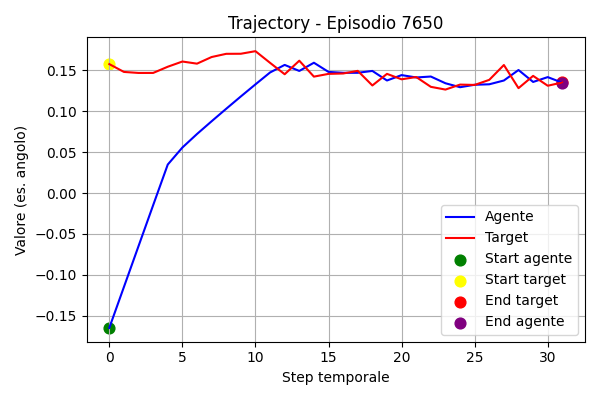 Trajectory - Episodio 7650
Valore (es. angolo)
0.15
0.10
0.05
0.00
−0.05
−0.10
−0.15
0 5 10 15 20 25 30
Step temporale
Agente
Target
Start agente
Start target
End target
End agente